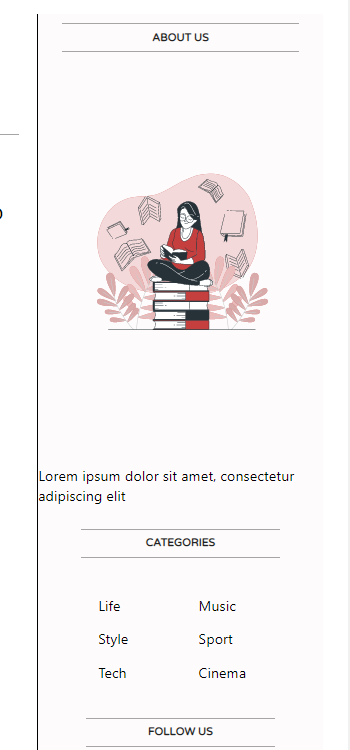 ABOUT US
Lorem ipsum dolor sit amet, consectetur
adipiscing elit
CATEGORIES
Life Music
Style Sport
Tech Cinema
FOLLOW US